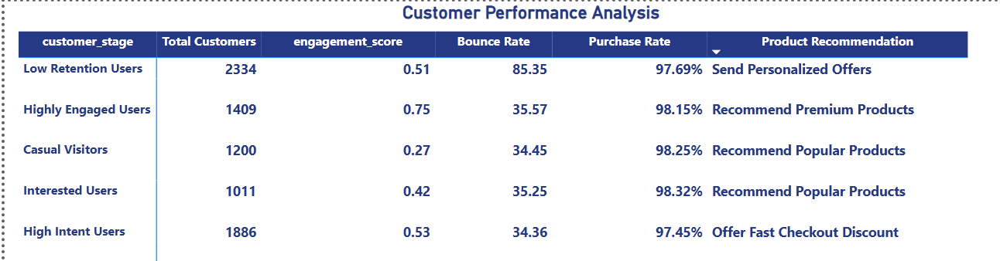 Customer Performance Analysis
customer_stage Total Customers engagement_score Bounce Rate Purchase Rate Product Recommendation
Low Retention Users 2334 0.51 85.35 97.69% Send Personalized Offers
Highly Engaged Users 1409 0.75 35.57 98.15% Recommend Premium Products
Casual Visitors 1200 0.27 34.45 98.25% Recommend Popular Products
Interested Users 1011 0.42 35.25 98.32% Recommend Popular Products
High Intent Users 1886 0.53 34.36 97.45% Offer Fast Checkout Discount